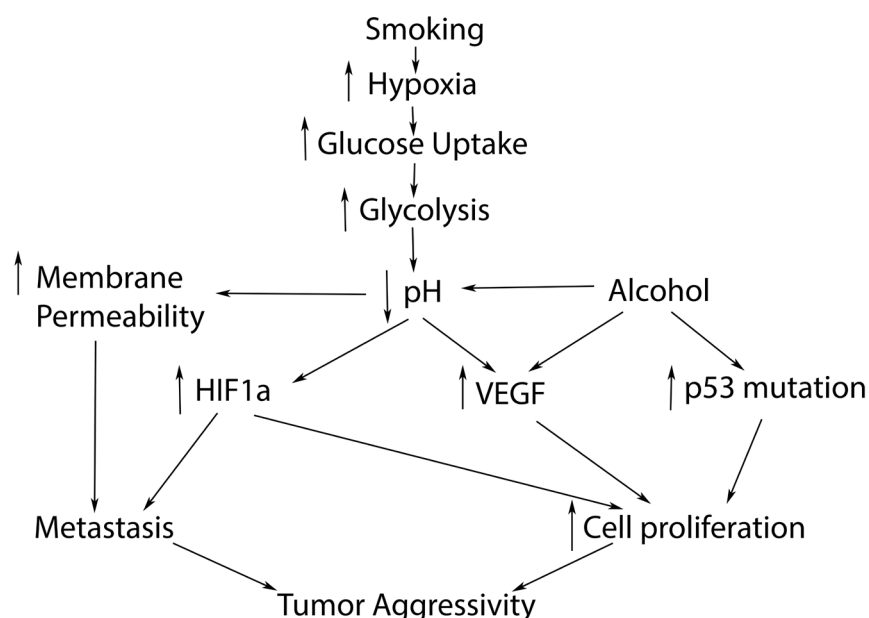 Smoking
Hypoxia
Glucose Uptake
Glycolysis
Membrane
Permeability
pH
Alcohol
HIF1a
VEGF
p53 mutation
Metastasis
Cell proliferation
Tumor Aggressivity